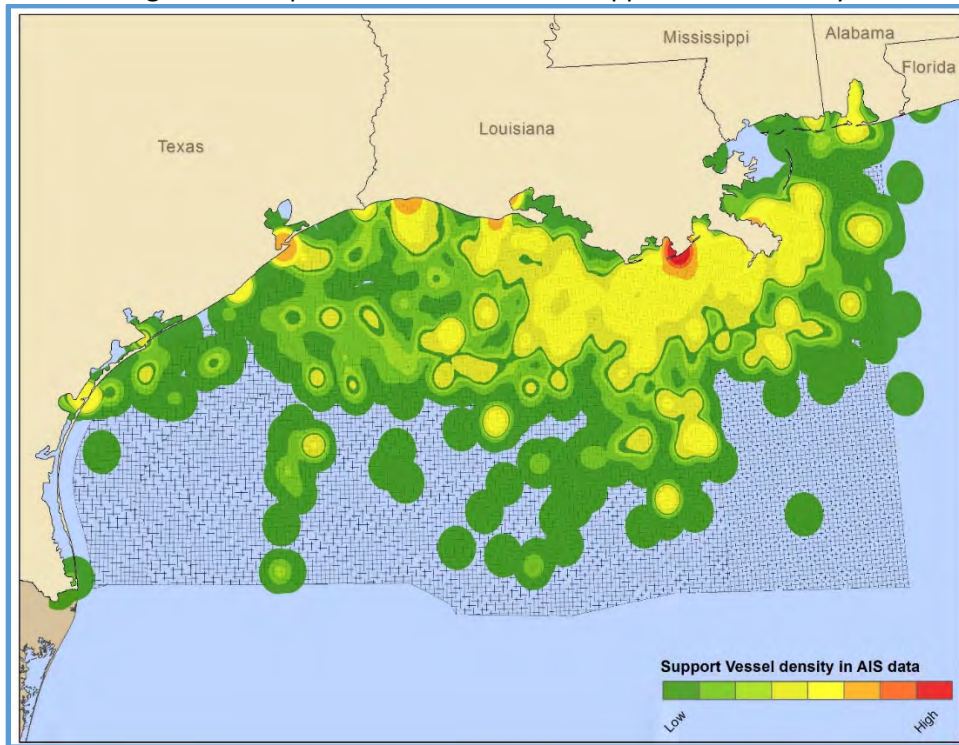 Mississippi
Alabama
Florida
Louisiana
Texas
Support Vessel density in AIS data
Low
High